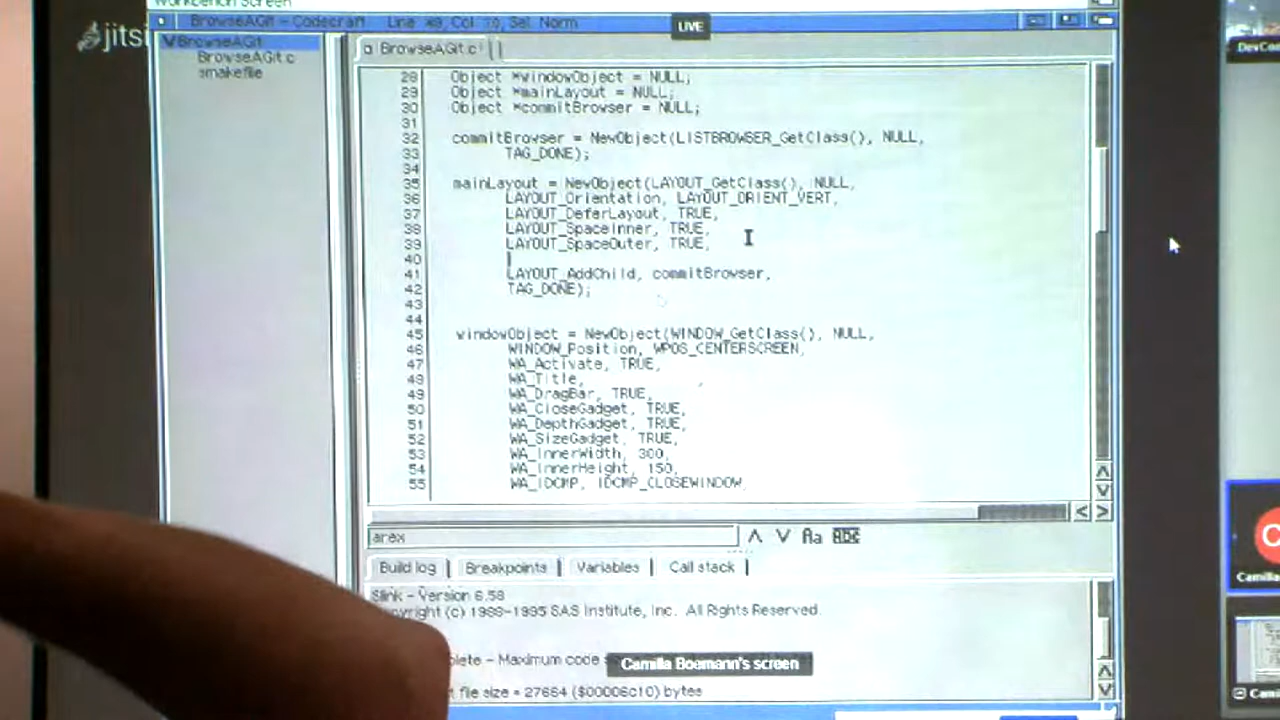 Workbench Screen
BrowseAGit - Codecraft Line 40 Col 10 Sel Norm
LIVE
jitsi
BrowseAGit
BrowseAGit.c
smakefile
BrowseAGit.c
28 Object *windowObject = NULL;
29 Object *mainLayout = NULL;
30 Object *commitBrowser = NULL;
31
32 commitBrowser = NewObject(LISTBROWSER_GetClass(), NULL,
33 TAG_DONE);
34
35 mainLayout = NewObject(LAYOUT_GetClass(), NULL,
36 LAYOUT_Orientation, LAYOUT_ORIENT_VERT,
37 LAYOUT_DeferLayout, TRUE,
38 LAYOUT_SpaceInner, TRUE,
39 LAYOUT_SpaceOuter, TRUE,
40
41 LAYOUT_AddChild, commitBrowser,
42 TAG_DONE);
43
44
45 windowObject = NewObject(WINDOW_GetClass(), NULL,
46 WINDOW_Position, WPOS_CENTERSCREEN,
47 WA_Activate, TRUE,
48 WA_Title,
49 WA_DragBar, TRUE,
50 WA_CloseGadget, TRUE,
51 WA_DepthGadget, TRUE,
52 WA_SizeGadget, TRUE,
53 WA_InnerWidth, 300,
54 WA_InnerHeight, 150,
55 WA_IDCMP, IDCMP_CLOSEWINDOW,
arex
Aa Abc
Build log Breakpoints Variables Call stack
Slink - Version 6.58
Copyright (c) 1988-1995 SAS Institute, Inc. All Rights Reserved.
plete - Maximum code
Camilla Boemann's screen
t file size = 27664 ($00006c10) bytes
DevCo
C
Camilla
Cam